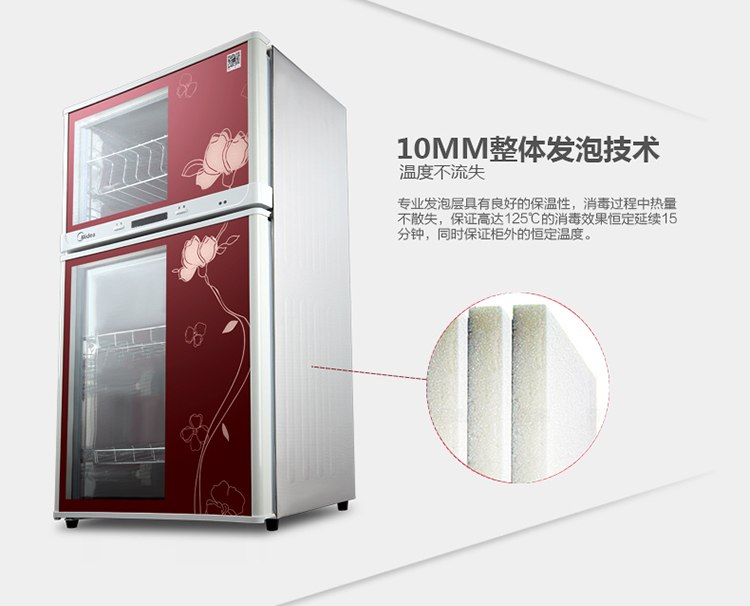 10MM整体发泡技术
温度不流失
专业发泡层具有良好的保温性，消毒过程中热量
不散失，保证高达125℃的消毒效果恒定延续15
分钟，同时保证柜外的恒定温度。
Midea